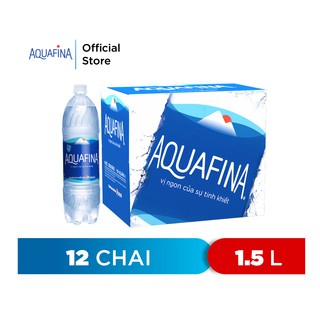 AQUAFINA
Official
Store
AQUAFINA
AQUAFINA
vị ngon của sự tinh khiết
12 CHAI
1.5 L